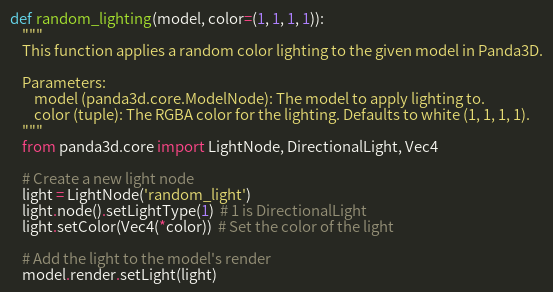 def random_lighting(model, color=(1, 1, 1, 1)):
    """
    This function applies a random color lighting to the given model in Panda3D.

    Parameters:
        model (panda3d.core.ModelNode): The model to apply lighting to.
        color (tuple): The RGBA color for the lighting. Defaults to white (1, 1, 1, 1).
    """
    from panda3d.core import LightNode, DirectionalLight, Vec4

    # Create a new light node
    light = LightNode('random_light')
    light.node().setLightType(1)  # 1 is DirectionalLight
    light.setColor(Vec4(*color))  # Set the color of the light

    # Add the light to the model's render
    model.render.setLight(light)